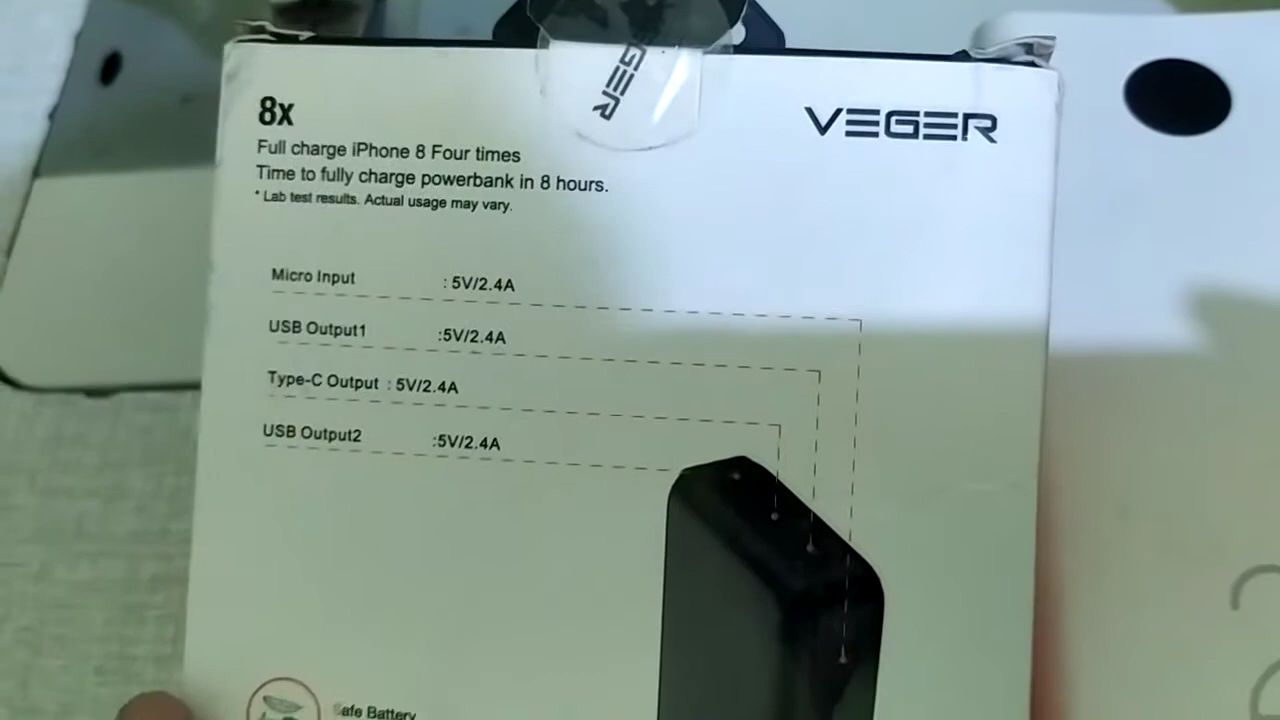 8x
VEGER
Full charge iPhone 8 Four times
Time to fully charge powerbank in 8 hours.
* Lab test results. Actual usage may vary.
Micro Input : 5V/2.4A
USB Output1 :5V/2.4A
Type-C Output : 5V/2.4A
USB Output2 :5V/2.4A
Safe Battery